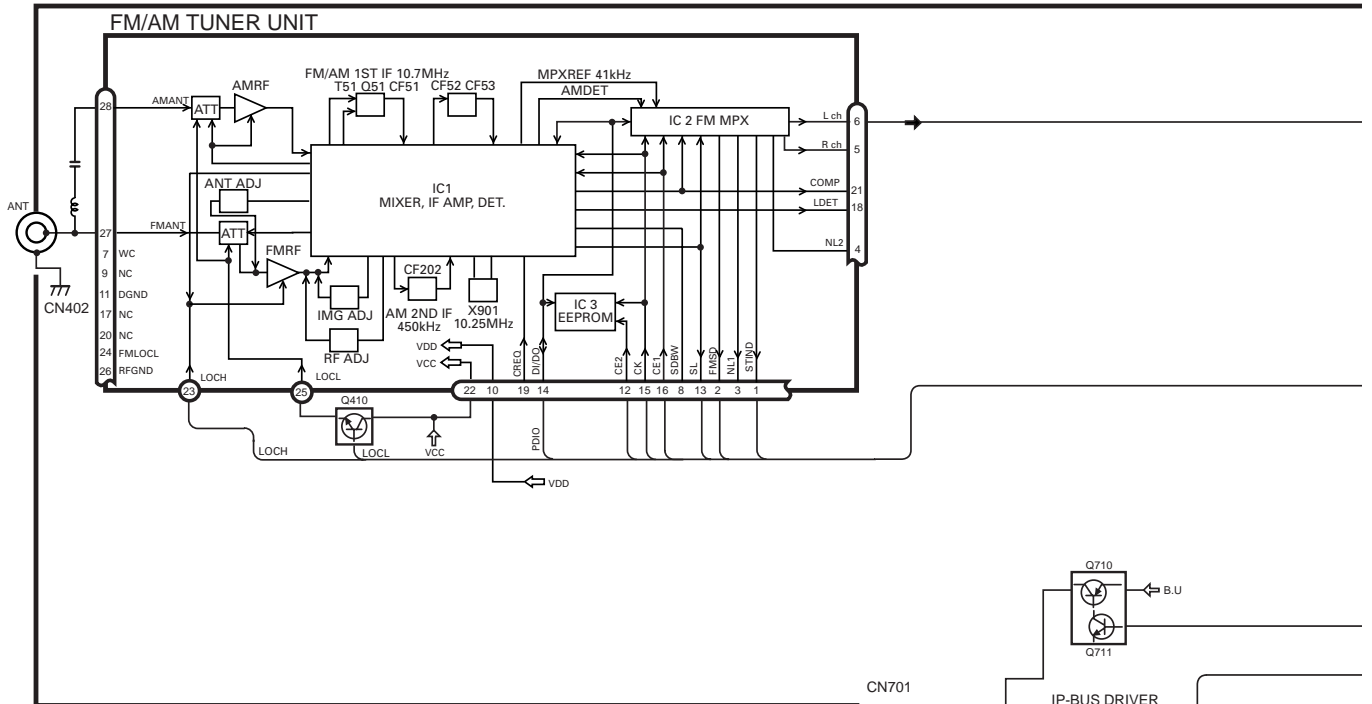 FM/AM TUNER UNIT
FM/AM 1ST IF 10.7MHz
T51 Q51 CF51
CF52 CF53
MPXREF 41kHz
AMDET
AMRF
28
AMANT
ATT
IC 2 FM MPX
L ch
6
R ch
5
ANT ADJ
IC1
MIXER, IF AMP, DET.
COMP
21
LDET
18
ANT
27
FMANT
ATT
NL2
4
FMRF
7 WC
9 NC
11 DGND
17 NC
20 NC
24 FMLOCL
26 RFGND
CN402
CF202
AM 2ND IF
450kHz
X901
10.25MHz
IMG ADJ
RF ADJ
IC 3
EEPROM
VDD
VCC
CREQ
DI/DO
CE2
CK
CE1
SDBW
SL
FMSD
NL1
STIND
LOCH
LOCL
23
25
22 10 19 14 12 15 16 8 13 2 3 1
Q410
VCC
PDIO
LOCH
LOCL
VDD
Q710
B.U
Q711
CN701
IP-BUS DRIVER